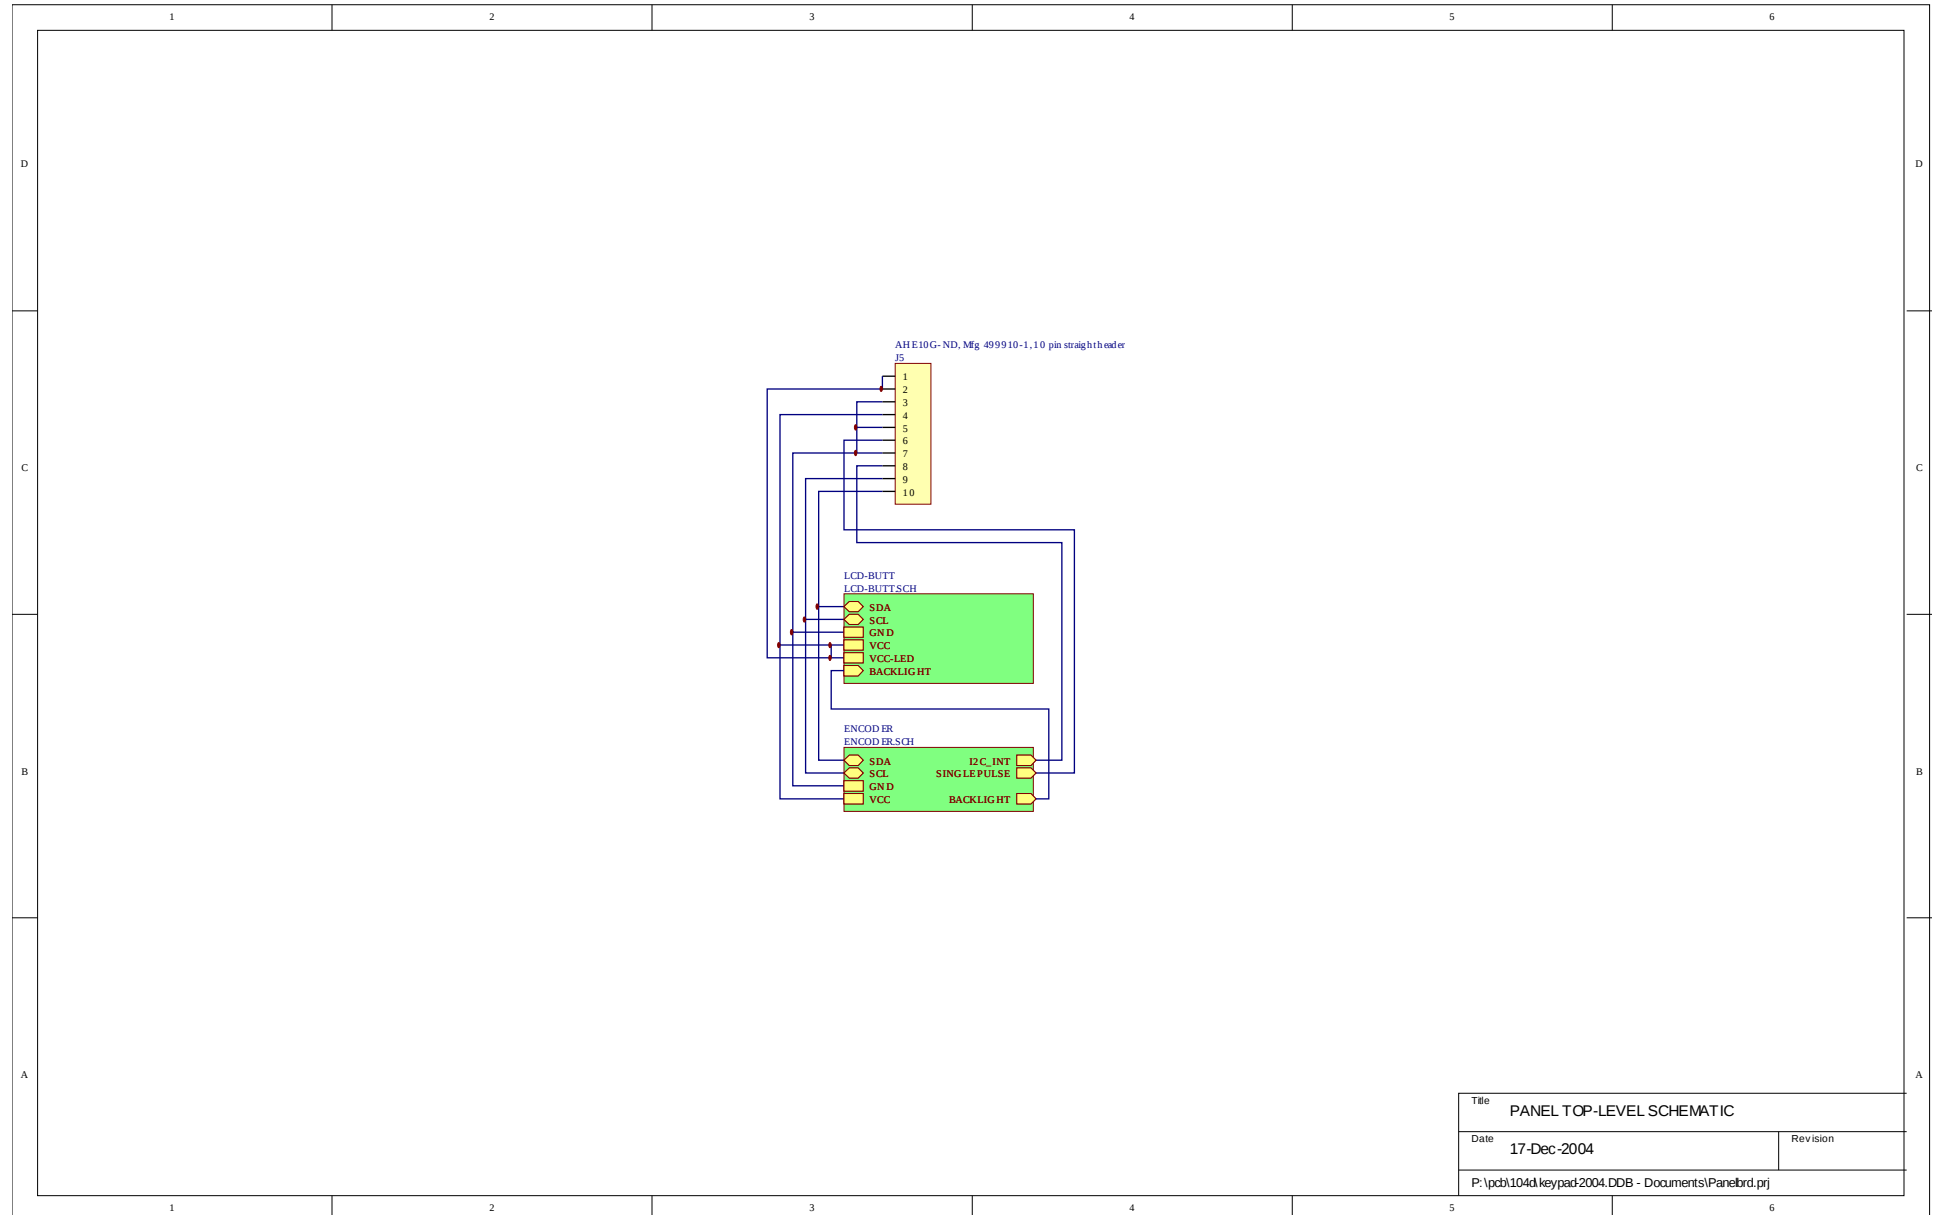 1 2 3 4 5 6
D D
AHE10G-ND, Mfg 499910-1, 10 pin straight header
J5
1
2
3
4
5
6
7
8
9
10
C C
LCD-BUTT
LCD-BUTT.SCH
SDA
SCL
GND
VCC
VCC-LED
BACKLIGHT
ENCODER
ENCODER.SCH
SDA I2C_INT
SCL SINGLEPULSE
GND
VCC BACKLIGHT
B B
A A
Title PANEL TOP-LEVEL SCHEMATIC
Date 17-Dec-2004 Revision
P:\pcb\104d\keypad-2004.DDB - Documents\Panelbrd.prj
1 2 3 4 5 6